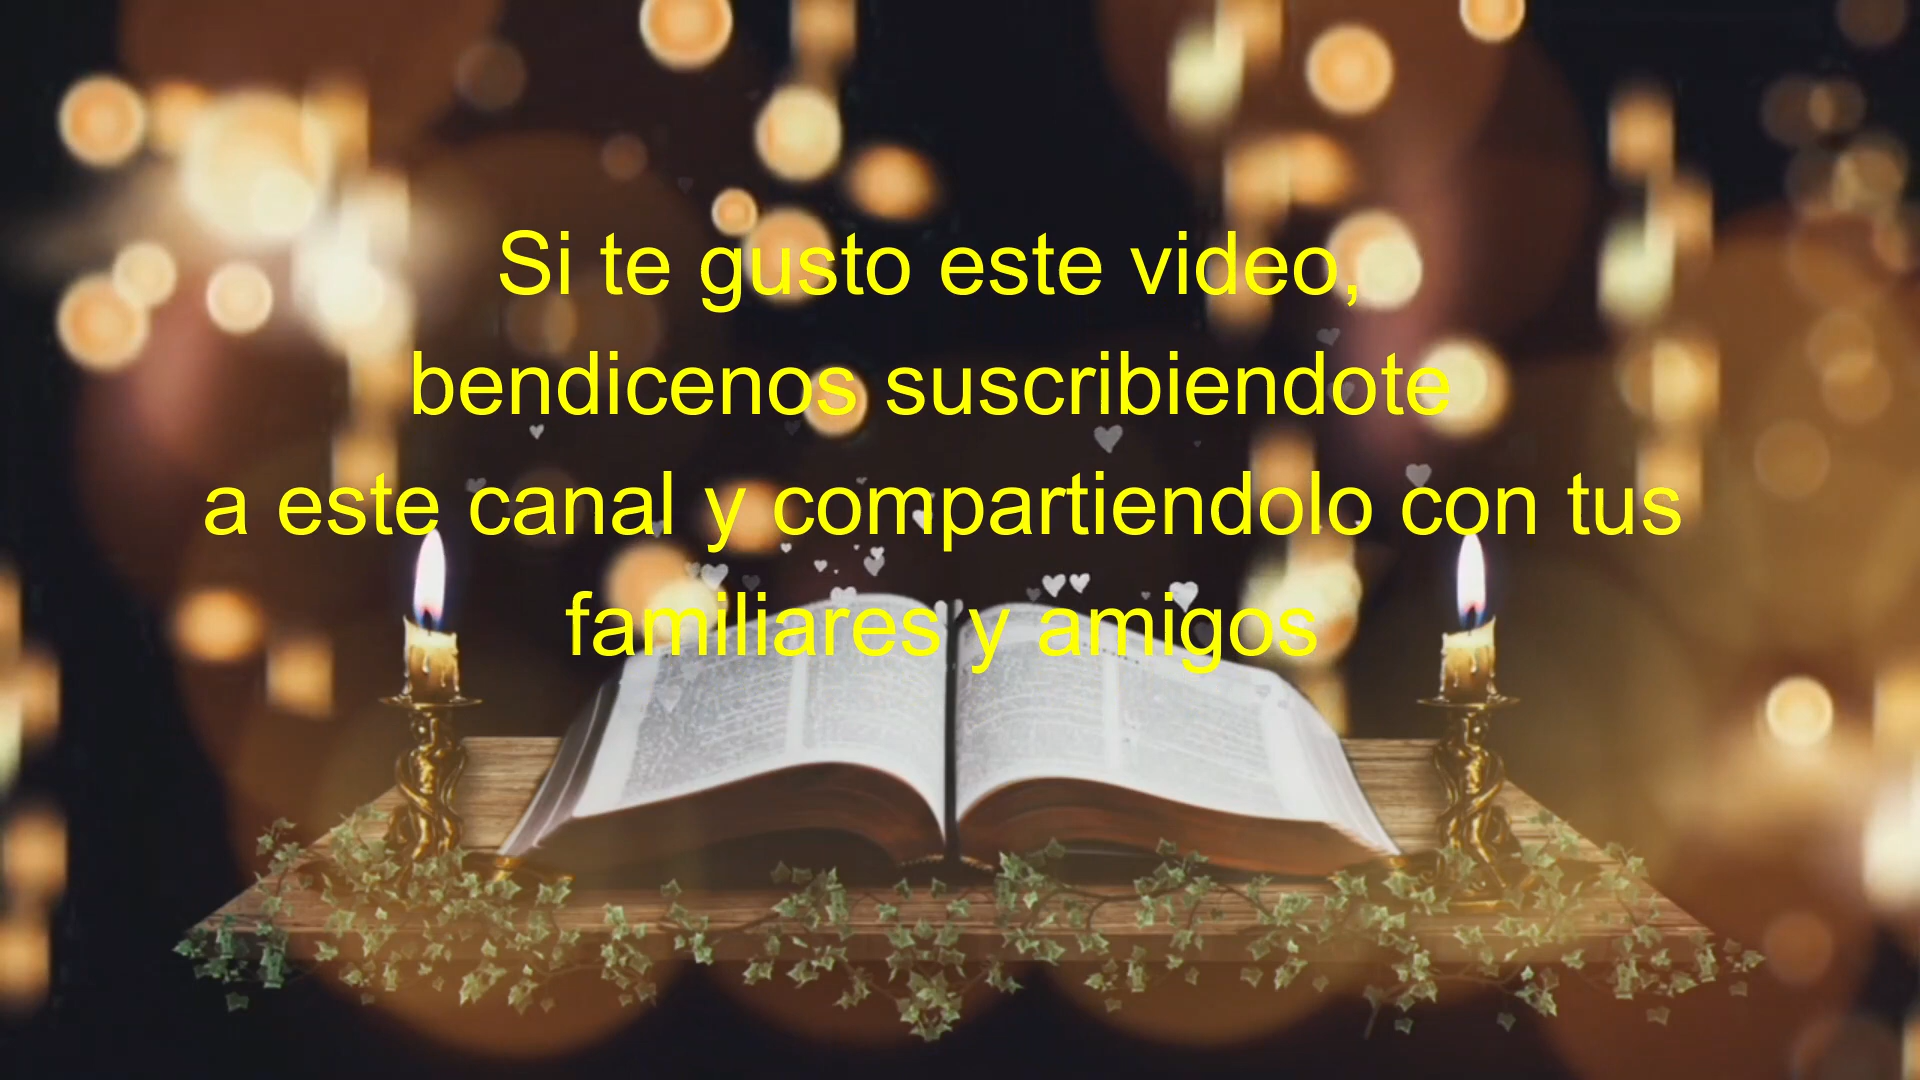 Si te gusto este video,
bendicenos suscribiendote
a este canal y compartiendolo con tus
familiares y amigos